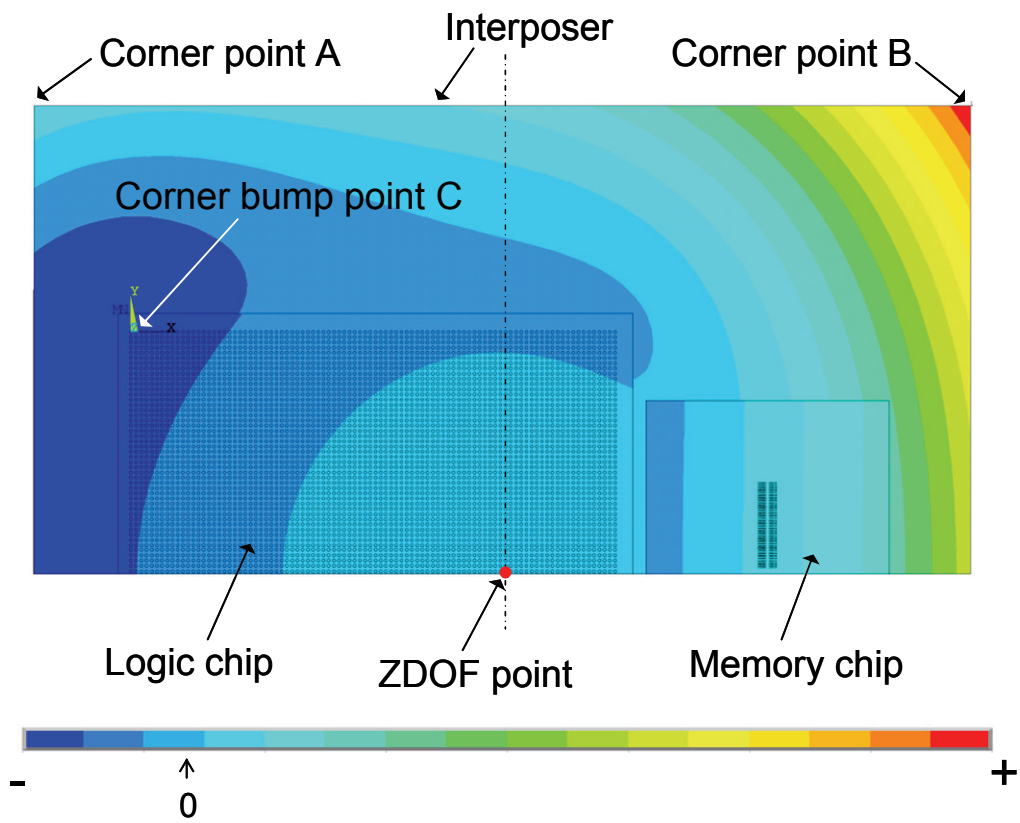 Interposer
Corner point A
Corner point B
Corner bump point C
Y
X
Logic chip
ZDOF point
Memory chip
-
+
0